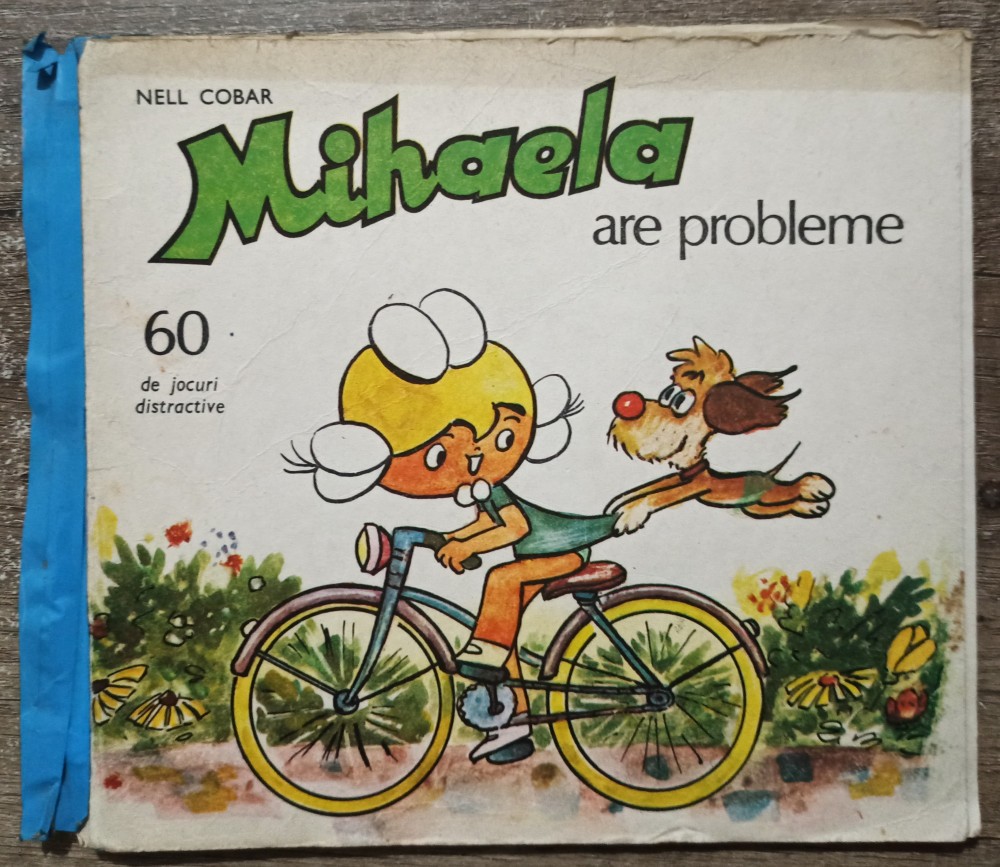 NELL COBAR
Mihaela
are probleme
60
de jocuri
distractive